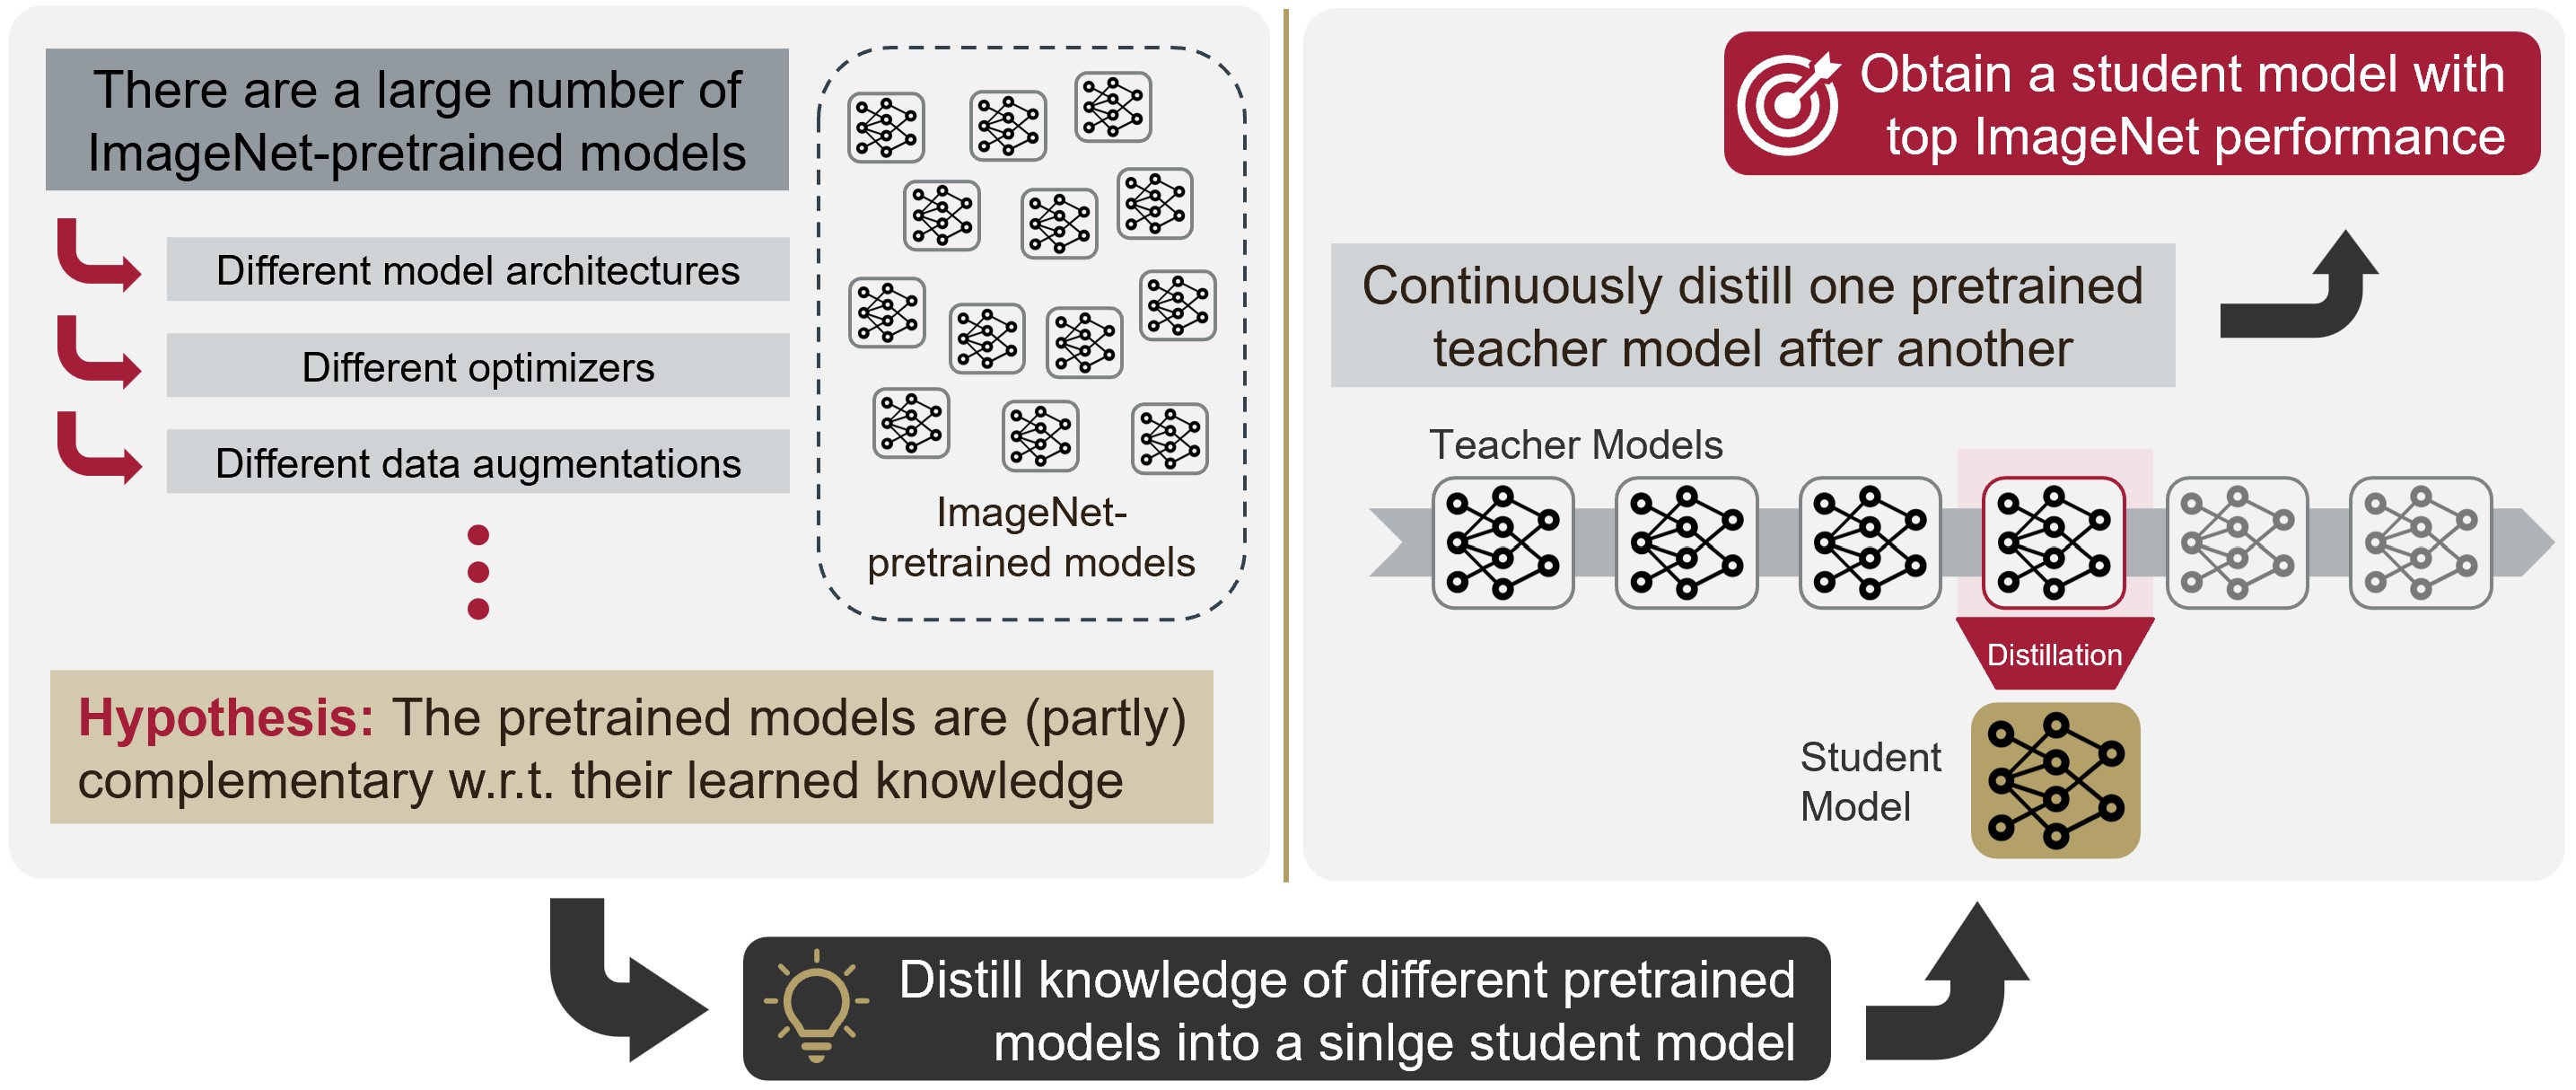 There are a large number of
ImageNet-pretrained models
Different model architectures
Different optimizers
Different data augmentations
ImageNet-
pretrained models
Hypothesis: The pretrained models are (partly)
complementary w.r.t. their learned knowledge
Distill knowledge of different pretrained
models into a sinlge student model
Obtain a student model with
top ImageNet performance
Continuously distill one pretrained
teacher model after another
Teacher Models
Distillation
Student
Model